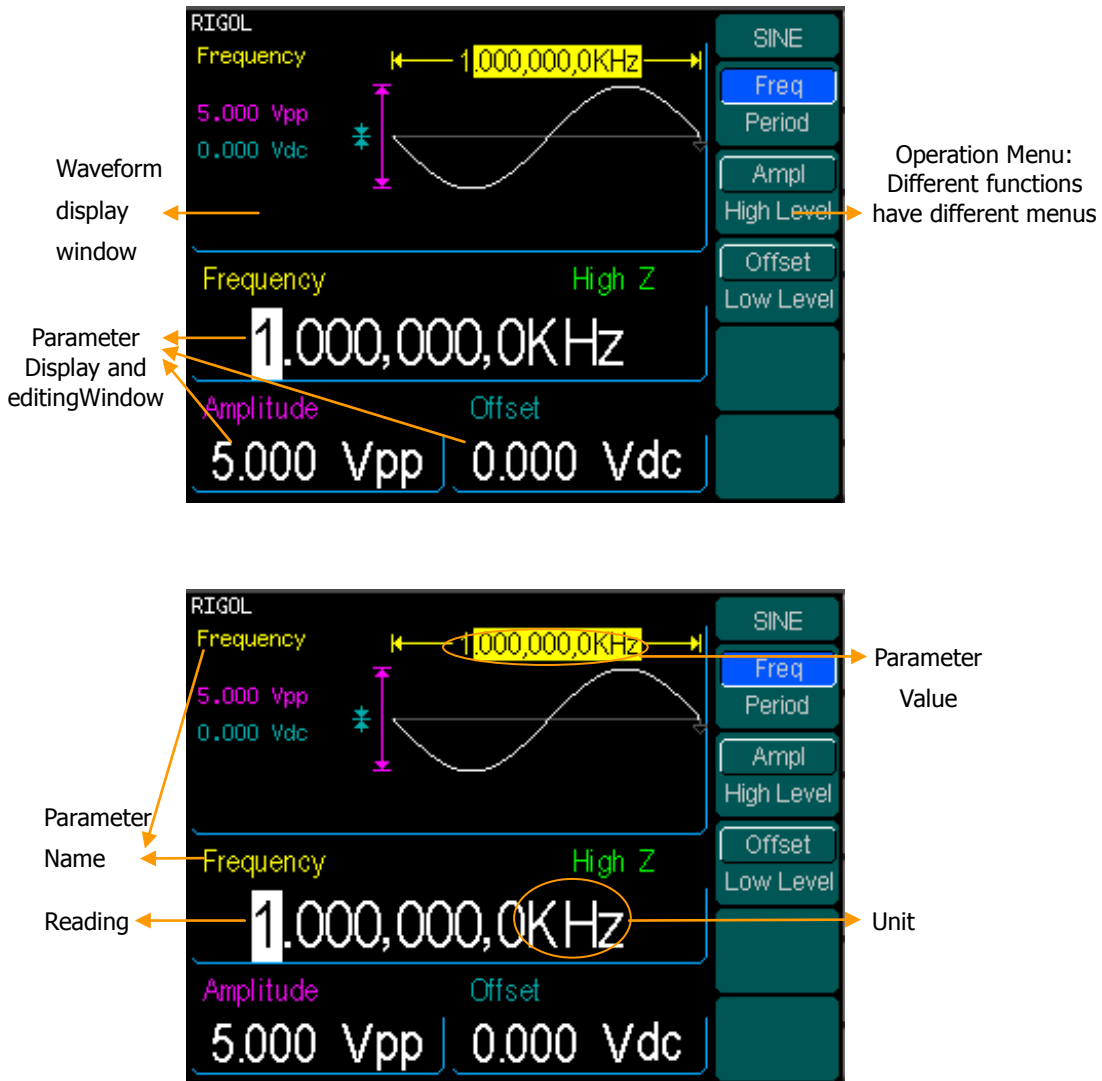 RIGOL
SINE
Frequency
1.000,000,0KHz
Freq
Period
5.000 Vpp
0.000 Vdc
Ampl
High Level
Waveform
display
window
Operation Menu:
Different functions
have different menus
Offset
Low Level
Frequency
High Z
1.000,000,0KHz
Parameter
Display and
editingWindow
Amplitude
Offset
5.000 Vpp
0.000 Vdc
RIGOL
SINE
Frequency
1.000,000,0KHz
Freq
Period
Parameter
Value
5.000 Vpp
0.000 Vdc
Ampl
High Level
Parameter
Name
Offset
Low Level
Frequency
High Z
Reading
1.000,000,0KHz
Unit
Amplitude
Offset
5.000 Vpp
0.000 Vdc